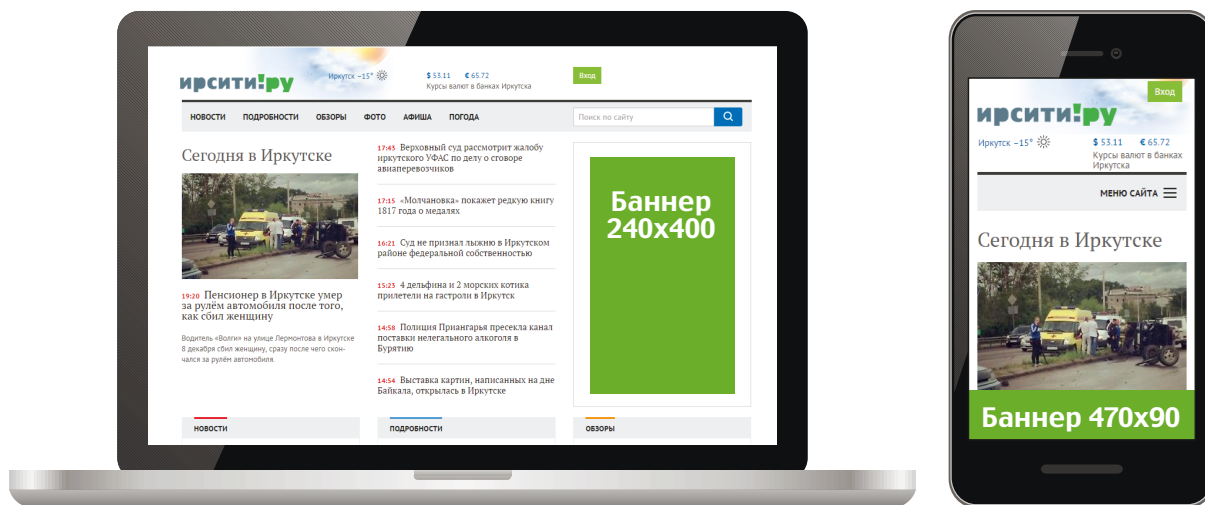 ирсити!ру
Иркутск –15°
$ 53.11 € 65.72
Курсы валют в банках Иркутска
Вход
НОВОСТИ ПОДРОБНОСТИ ОБЗОРЫ ФОТО АФИША ПОГОДА
Поиск по сайту
Сегодня в Иркутске
19:20 Пенсионер в Иркутске умер
за рулём автомобиля после того,
как сбил женщину
Водитель «Волги» на улице Лермонтова в Иркутске
8 декабря сбил женщину, сразу после чего скон-
чался за рулём автомобиля.
17:43 Верховный суд рассмотрит жалобу
иркутского УФАС по делу о сговоре
авиаперевозчиков
17:15 «Молчановка» покажет редкую книгу
1817 года о медалях
16:21 Суд не признал лыжню в Иркутском
районе федеральной собственностью
15:23 4 дельфина и 2 морских котика
прилетели на гастроли в Иркутск
14:58 Полиция Приангарья пресекла канал
поставки нелегального алкоголя в
Бурятию
14:54 Выставка картин, написанных на дне
Байкала, открылась в Иркутске
Баннер
240x400
НОВОСТИ ПОДРОБНОСТИ ОБЗОРЫ
Вход
ирсити!ру
Иркутск –15°
$ 53.11 € 65.72
Курсы валют в банках
Иркутска
МЕНЮ САЙТА
Сегодня в Иркутске
Баннер 470x90